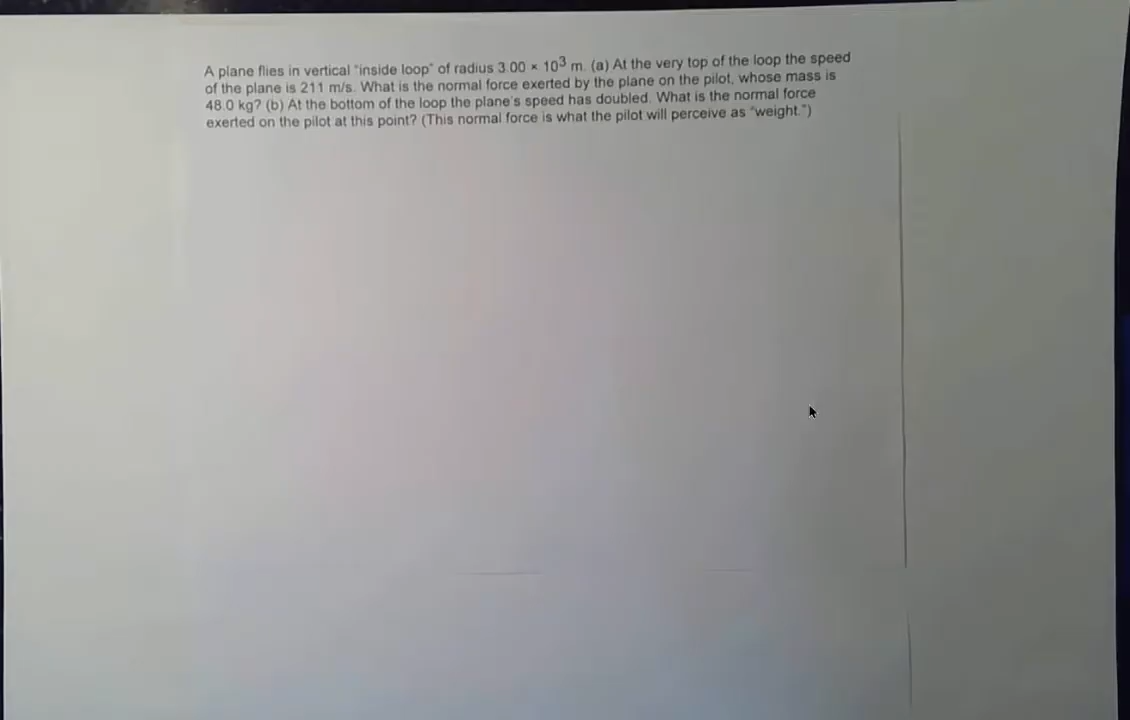 A plane flies in vertical “inside loop” of radius 3.00 × 10³ m. (a) At the very top of the loop the speed
of the plane is 211 m/s. What is the normal force exerted by the plane on the pilot, whose mass is
48.0 kg? (b) At the bottom of the loop the plane's speed has doubled. What is the normal force
exerted on the pilot at this point? (This normal force is what the pilot will perceive as “weight.”)